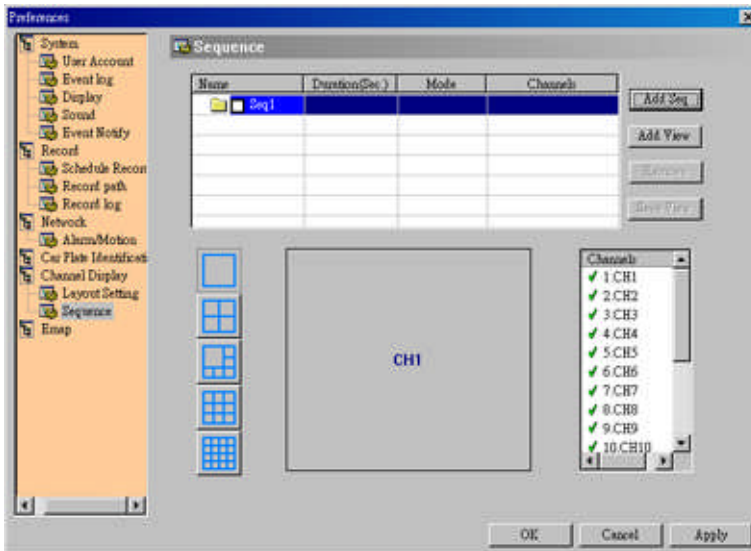 Preferences
System
User Account
Event log
Display
Sound
Event Notify
Record
Schedule Recor
Record path
Record log
Network
Alarm/Motion
Car Plate Identificati
Channel Display
Layout Setting
Sequence
Emap
Sequence
Name Duration(Sec.) Mode Channels
Seq1
Add Seq
Add View
Remove
Save View
CH1
Channels
1.CH1
2.CH2
3.CH3
4.CH4
5.CH5
6.CH6
7.CH7
8.CH8
9.CH9
10.CH10
OK Cancel Apply